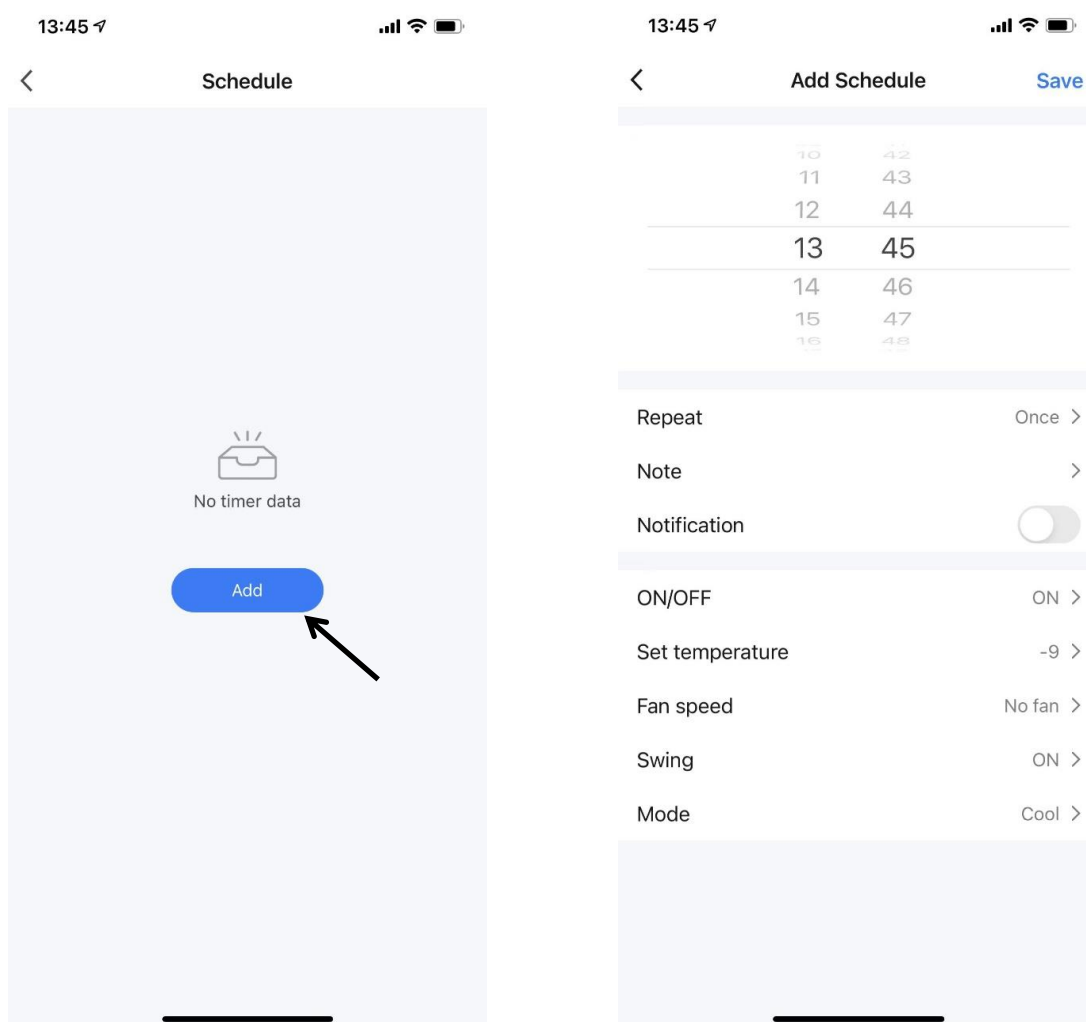 13:45
Schedule
No timer data
Add
13:45
Add Schedule
Save
10 42
11 43
12 44
13 45
14 46
15 47
16 48
Repeat Once
Note
Notification
ON/OFF ON
Set temperature -9
Fan speed No fan
Swing ON
Mode Cool